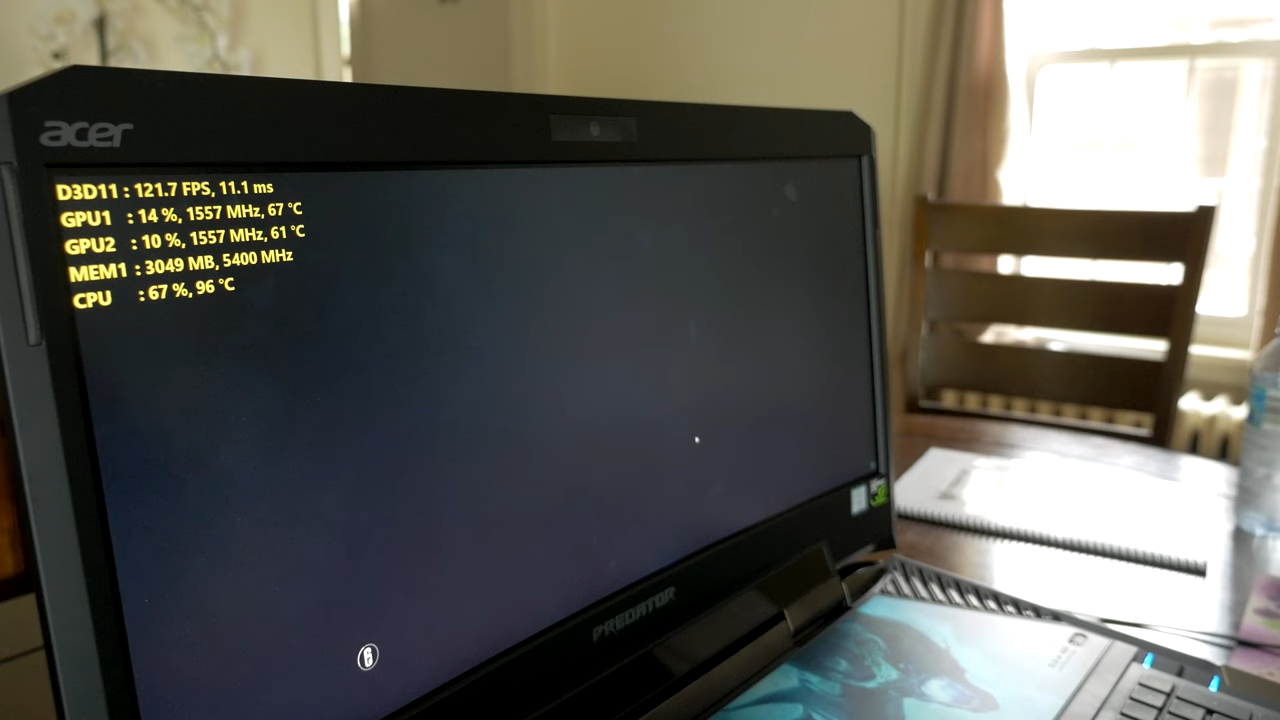 acer
D3D11 : 121.7 FPS, 11.1 ms
GPU1 : 14 %, 1557 MHz, 67 °C
GPU2 : 10 %, 1557 MHz, 61 °C
MEM1 : 3049 MB, 5400 MHz
CPU : 67 %, 96 °C
PREDATOR
6